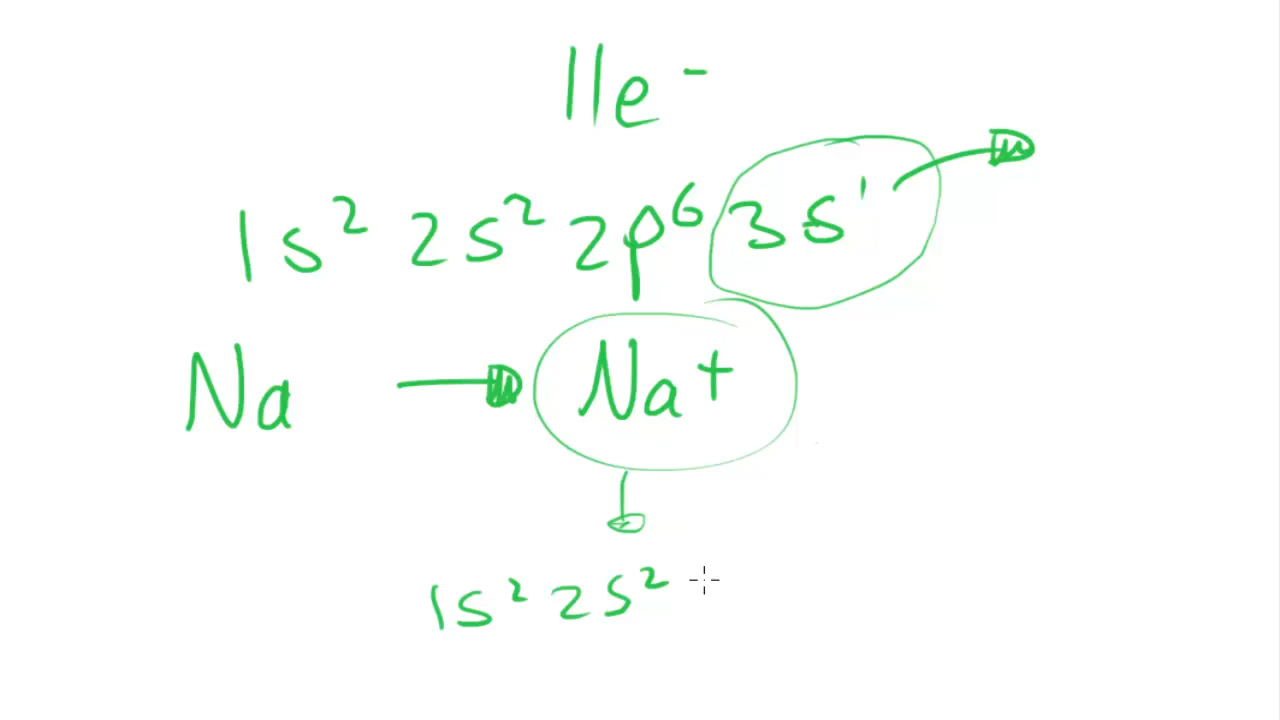 11e⁻
1s² 2s² 2p⁶ 3s¹
Na → Na⁺
1s² 2s²